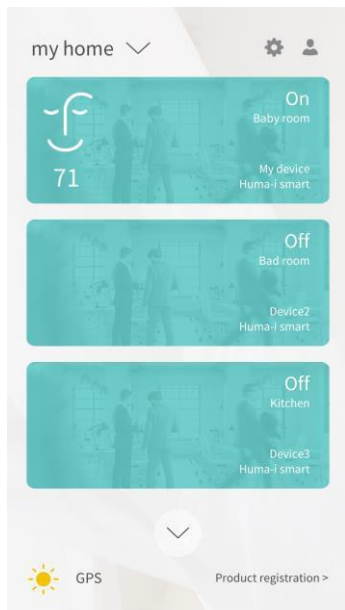 my home
On
Baby room
71
My device
Huma-i smart
Off
Bad room
Device2
Huma-i smart
Off
Kitchen
Device3
Huma-i smart
GPS
Product registration >